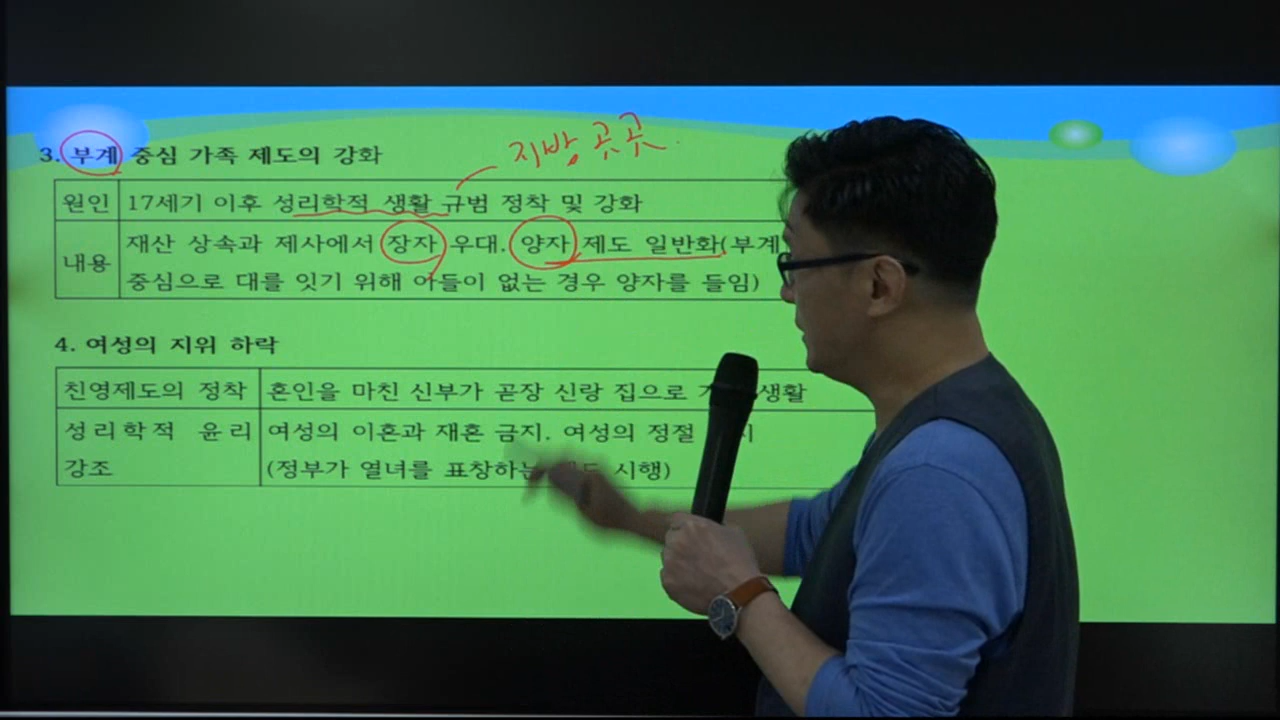 지방 곳곳
3. 부계 중심 가족 제도의 강화
원인 17세기 이후 성리학적 생활 규범 정착 및 강화
내용 재산 상속과 제사에서 장자 우대, 양자 제도 일반화(부계
중심으로 대를 잇기 위해 아들이 없는 경우 양자를 들임)
4. 여성의 지위 하락
친영제도의 정착 혼인을 마친 신부가 곧장 신랑 집으로 생활
성리학적 윤리 여성의 이혼과 재혼 금지, 여성의 정절
강조 (정부가 열녀를 표창하는 시행)